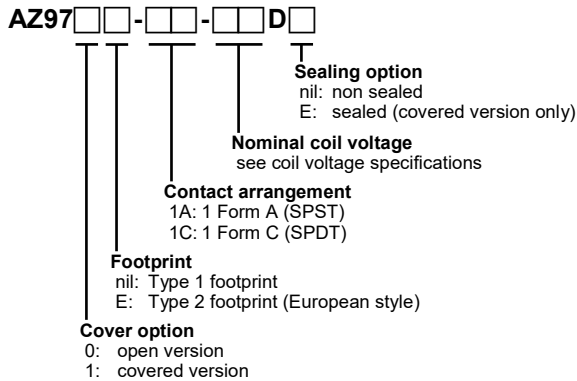 AZ97□□-□□-□□D□
Sealing option
nil: non sealed
E: sealed (covered version only)
Nominal coil voltage
see coil voltage specifications
Contact arrangement
1A: 1 Form A (SPST)
1C: 1 Form C (SPDT)
Footprint
nil: Type 1 footprint
E: Type 2 footprint (European style)
Cover option
0: open version
1: covered version